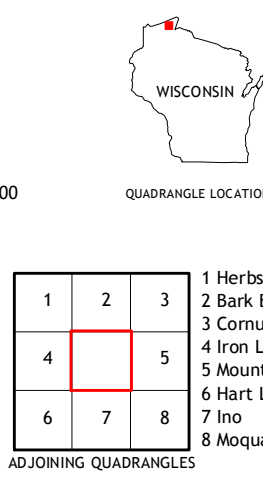 WISCONSIN
00
QUADRANGLE LOCATION
1 2 3
4 5
6 7 8
1 Herbs
2 Bark B
3 Cornu
4 Iron L
5 Mount
6 Hart L
7 Ino
8 Moqua
ADJOINING QUADRANGLES